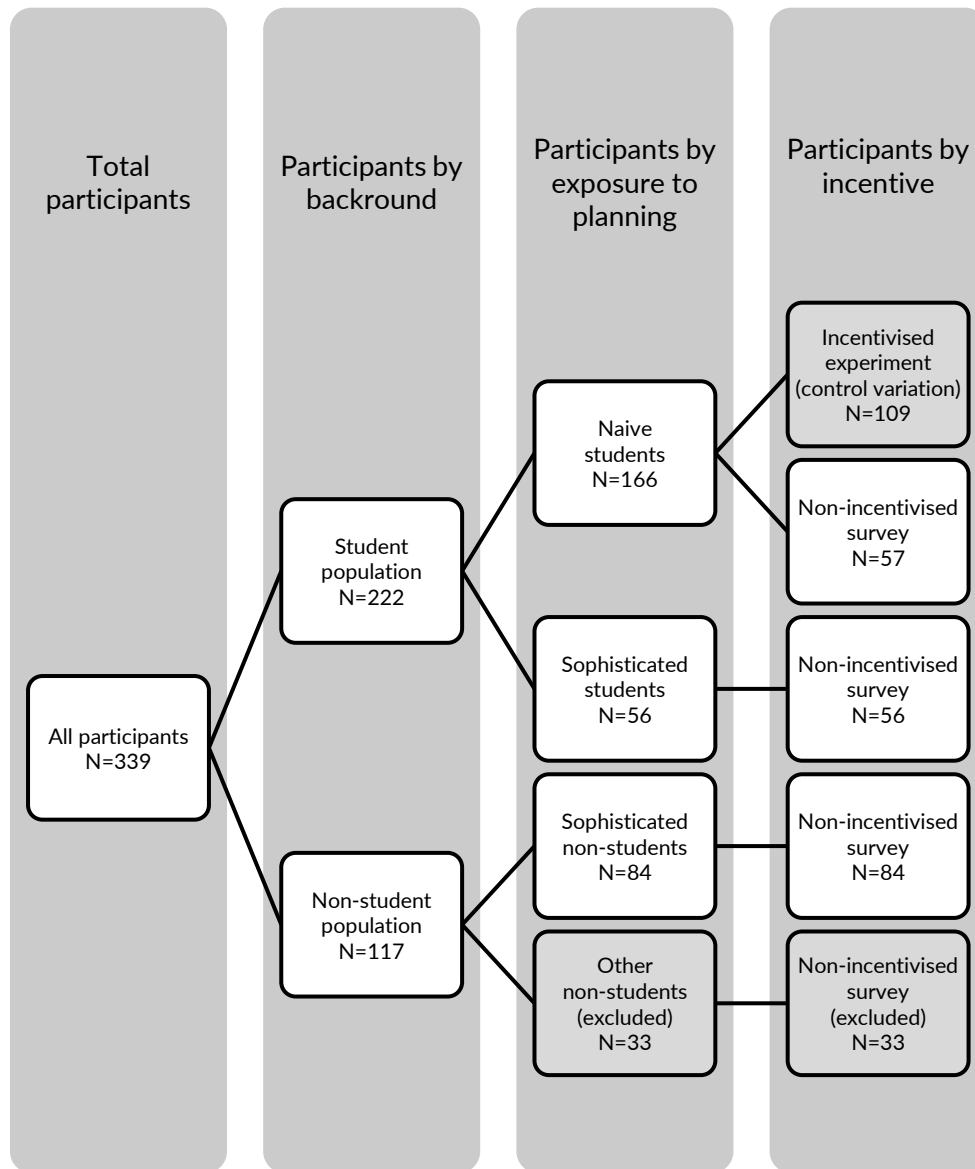 Total
participants
Participants by
backround
Participants by
exposure to
planning
Participants by
incentive
All participants
N=339
Student
population
N=222
Non-student
population
N=117
Naive
students
N=166
Sophisticated
students
N=56
Sophisticated
non-students
N=84
Other
non-students
(excluded)
N=33
Incentivised
experiment
(control variation)
N=109
Non-incentivised
survey
N=57
Non-incentivised
survey
N=56
Non-incentivised
survey
N=84
Non-incentivised
survey
(excluded)
N=33